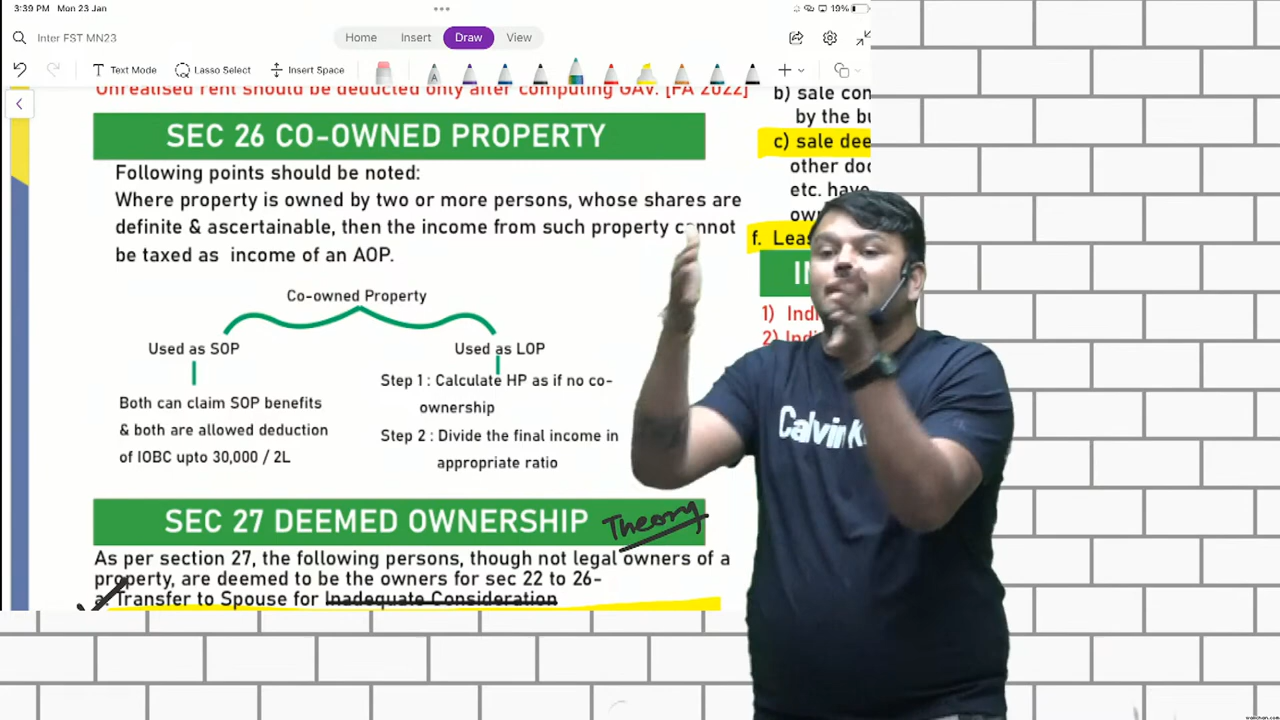 3:39 PM Mon 23 Jan
19%
Inter FST MN23
Home Insert Draw View
Text Mode Lasso Select Insert Space
Unrealised rent should be deducted only after computing GAV. [FA 2022]
SEC 26 CO-OWNED PROPERTY
Following points should be noted:
Where property is owned by two or more persons, whose shares are
definite & ascertainable, then the income from such property cannot
be taxed as income of an AOP.
Co-owned Property
Used as SOP
Both can claim SOP benefits
& both are allowed deduction
of IOBC upto 30,000 / 2L
Used as LOP
Step 1 : Calculate HP as if no co-
ownership
Step 2 : Divide the final income in
appropriate ratio
SEC 27 DEEMED OWNERSHIP Theory
As per section 27, the following persons, though not legal owners of a
property, are deemed to be the owners for sec 22 to 26-
a. Transfer to Spouse for Inadequate Consideration
b) sale
by the
c) sale
other
etc.
f.
1)
2)
Calvin